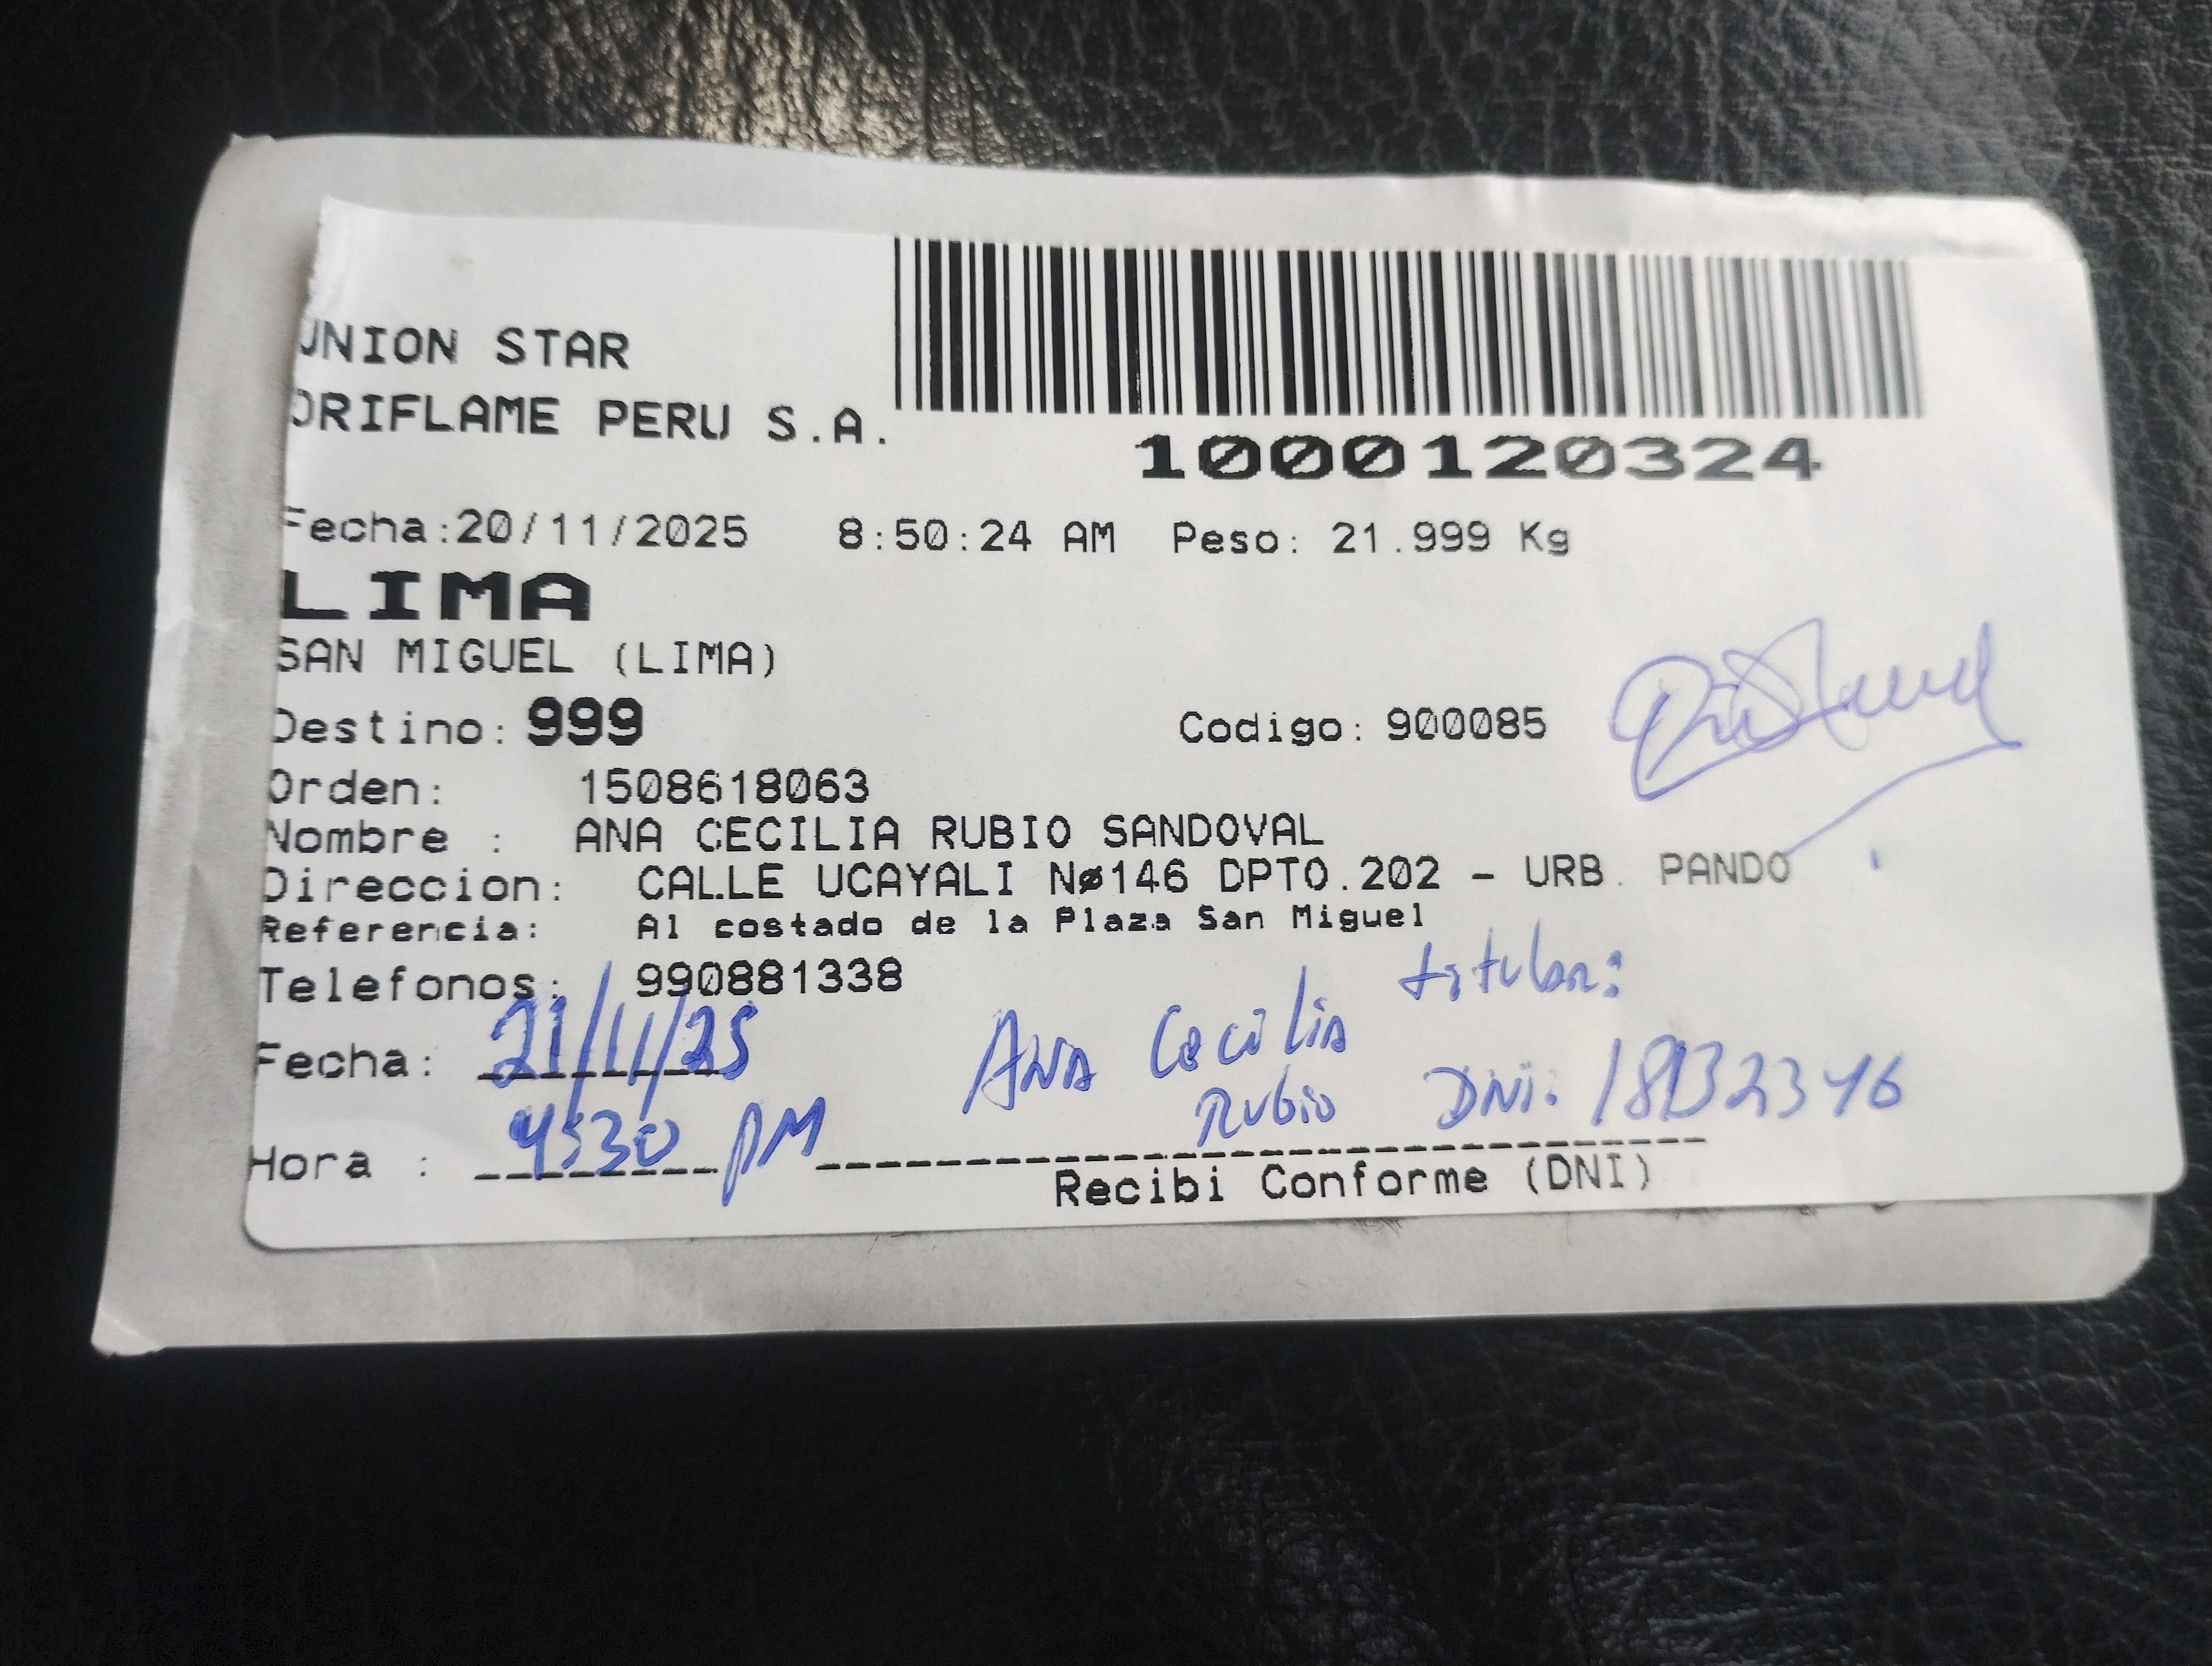 UNION STAR
ORIFLAME PERU S.A.
1000120324
Fecha:20/11/2025 8:50:24 AM Peso: 21.999 Kg
LIMA
SAN MIGUEL (LIMA)
Destino: 999 Codigo: 900085
Orden: 1508618063
Nombre : ANA CECILIA RUBIO SANDOVAL
Direccion: CALLE UCAYALI Nø146 DPTO.202 - URB. PANDO
Referencia: Al costado de la Plaza San Miguel
Telefonos: 990881338
titular:
Fecha: 21/11/25 Ana Cecilia
Rubio DNI: 18132346
Hora : 4:30 PM
Recibi Conforme (DNI)